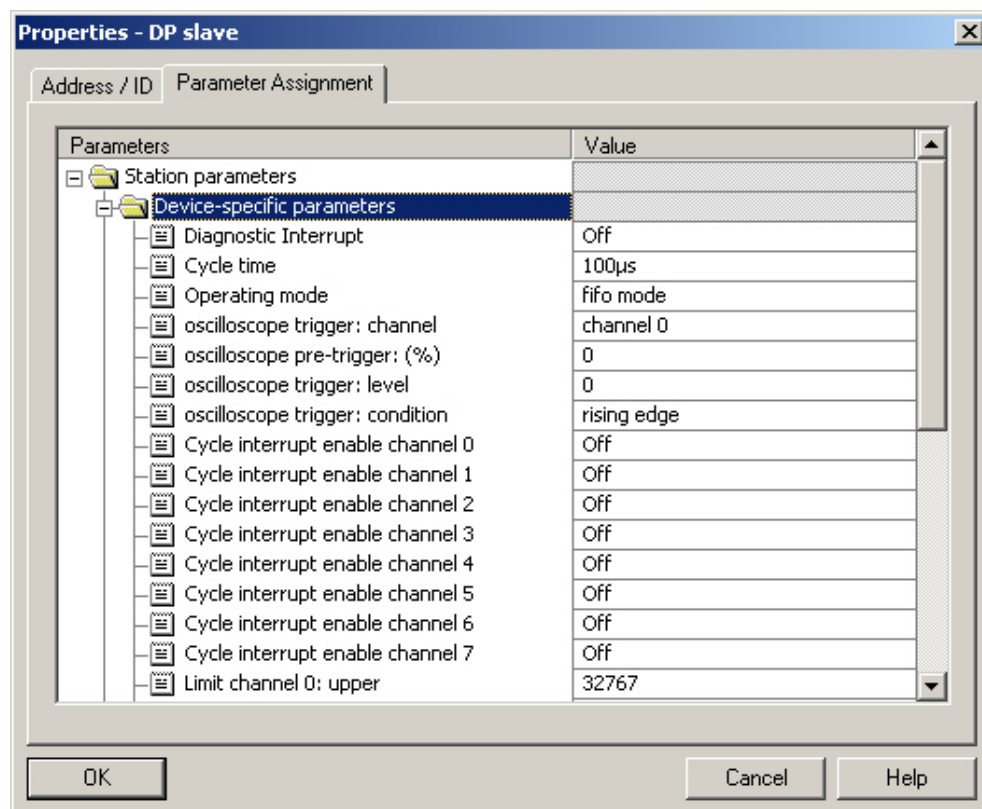 Properties - DP slave
Address / ID Parameter Assignment
Parameters Value
Station parameters
Device-specific parameters
Diagnostic Interrupt Off
Cycle time 100µs
Operating mode fifo mode
oscilloscope trigger: channel channel 0
oscilloscope pre-trigger: (%) 0
oscilloscope trigger: level 0
oscilloscope trigger: condition rising edge
Cycle interrupt enable channel 0 Off
Cycle interrupt enable channel 1 Off
Cycle interrupt enable channel 2 Off
Cycle interrupt enable channel 3 Off
Cycle interrupt enable channel 4 Off
Cycle interrupt enable channel 5 Off
Cycle interrupt enable channel 6 Off
Cycle interrupt enable channel 7 Off
Limit channel 0: upper 32767
OK Cancel Help